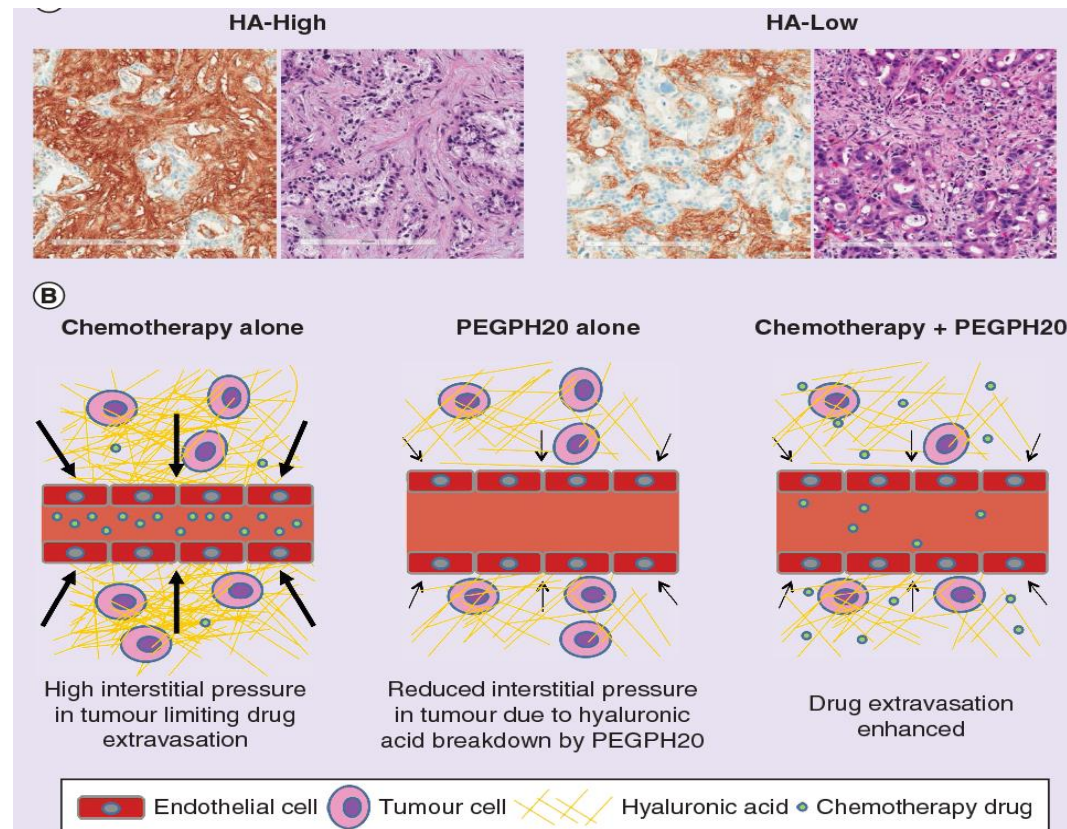 HA-High
HA-Low
B
Chemotherapy alone
PEGPH20 alone
Chemotherapy + PEGPH20
High interstitial pressure
in tumour limiting drug
extravasation
Reduced interstitial pressure
in tumour due to hyaluronic
acid breakdown by PEGPH20
Drug extravasation
enhanced
Endothelial cell
Tumour cell
Hyaluronic acid
Chemotherapy drug